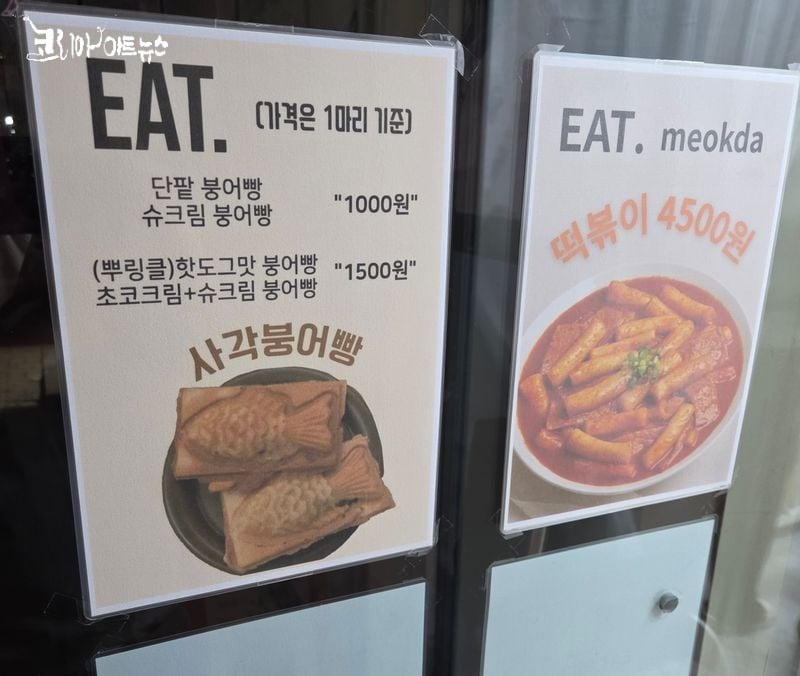 코리아아트뉴스
EAT. (가격은 1마리 기준)
단팥 붕어빵
슈크림 붕어빵
"1000원"
(뿌링클)핫도그맛 붕어빵
초코크림+슈크림 붕어빵
"1500원"
사각붕어빵
EAT. meokda
떡볶이 4500원